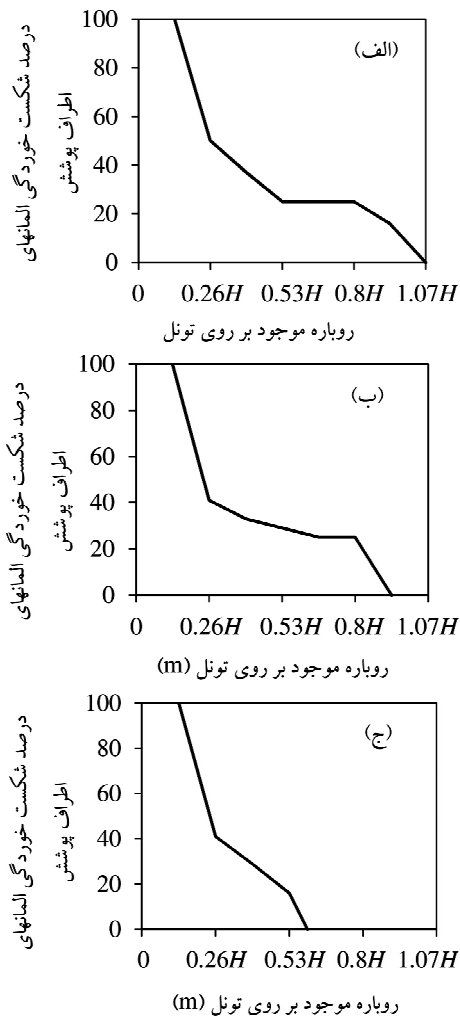 درصد شکست خوردگی المانهای
اطراف پوشش
(الف)
100
80
60
40
20
0
0 0.26H 0.53H 0.8H 1.07H
روباره موجود بر روی تونل
درصد شکست خوردگی المانهای
اطراف پوشش
(ب)
100
80
60
40
20
0
0 0.26H 0.53H 0.8H 1.07H
روباره موجود بر روی تونل (m)
درصد شکست خوردگی المانهای
اطراف پوشش
(ج)
100
80
60
40
20
0
0 0.26H 0.53H 0.8H 1.07H
روباره موجود بر روی تونل (m)